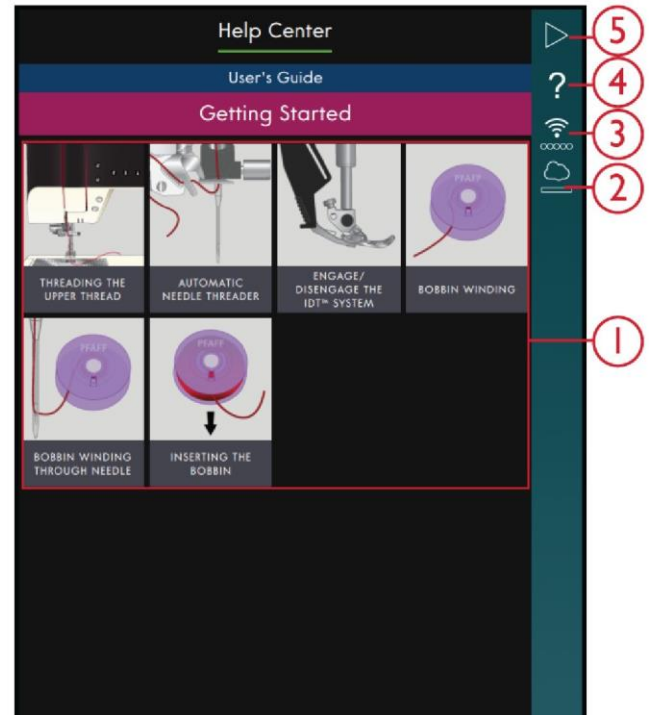 Help Center
User's Guide
Getting Started
THREADING THE
UPPER THREAD
AUTOMATIC
NEEDLE THREADER
ENGAGE/
DISENGAGE THE
IDT™ SYSTEM
PFAFF
BOBBIN WINDING
PFAFF
BOBBIN WINDING
THROUGH NEEDLE
PFAFF
INSERTING THE
BOBBIN
5
?
4
3
2
1